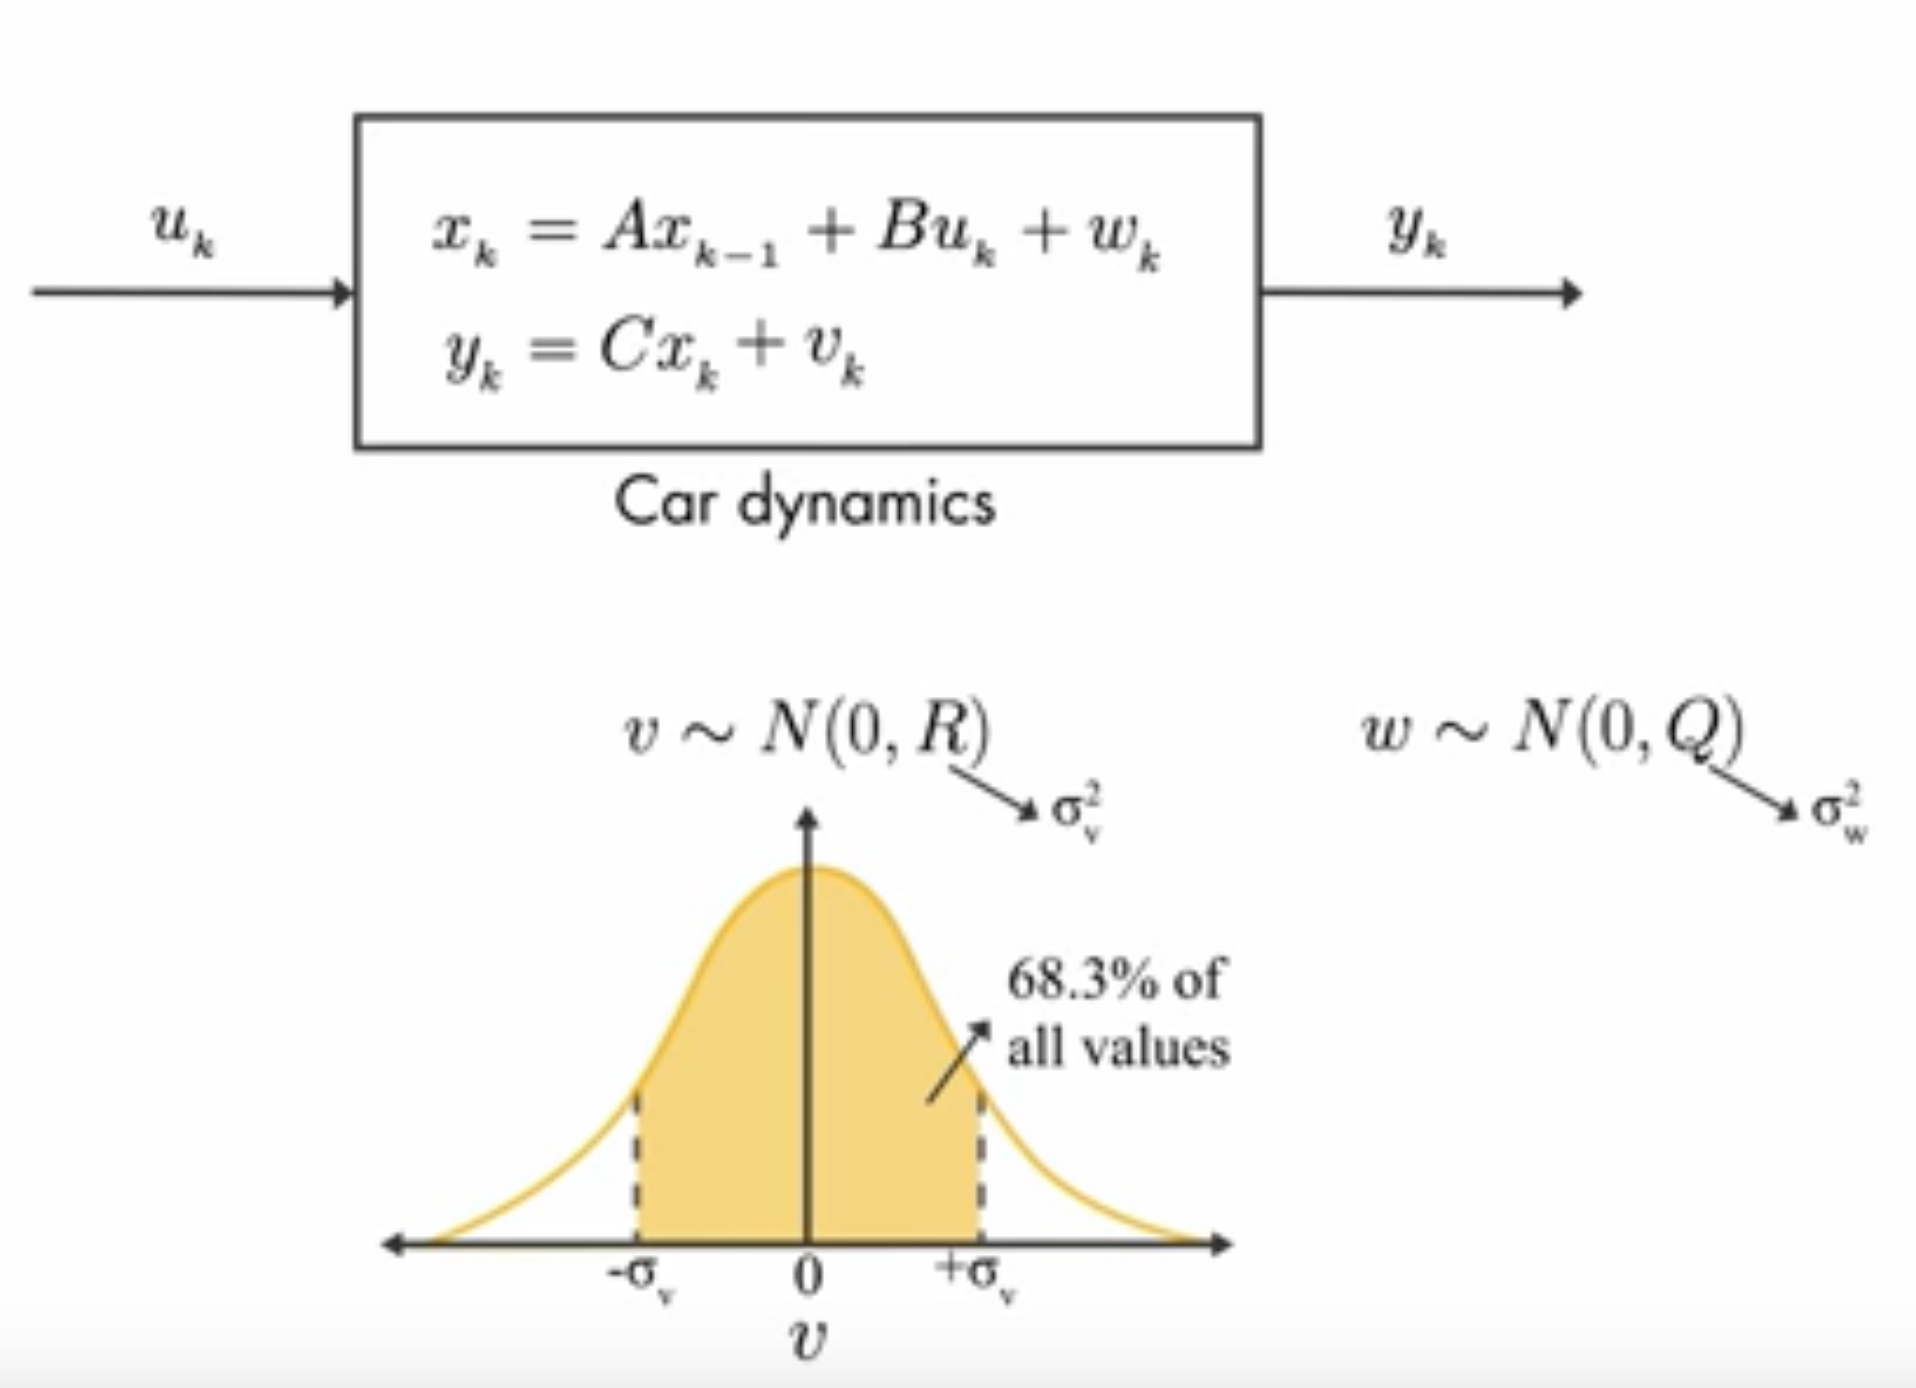 u_k
x_k = Ax_{k-1} + Bu_k + w_k
y_k
y_k = Cx_k + v_k
Car dynamics
v ~ N(0, R)
σ_v^2
w ~ N(0, Q)
σ_w^2
68.3% of
all values
-σ_v
0
+σ_v
v